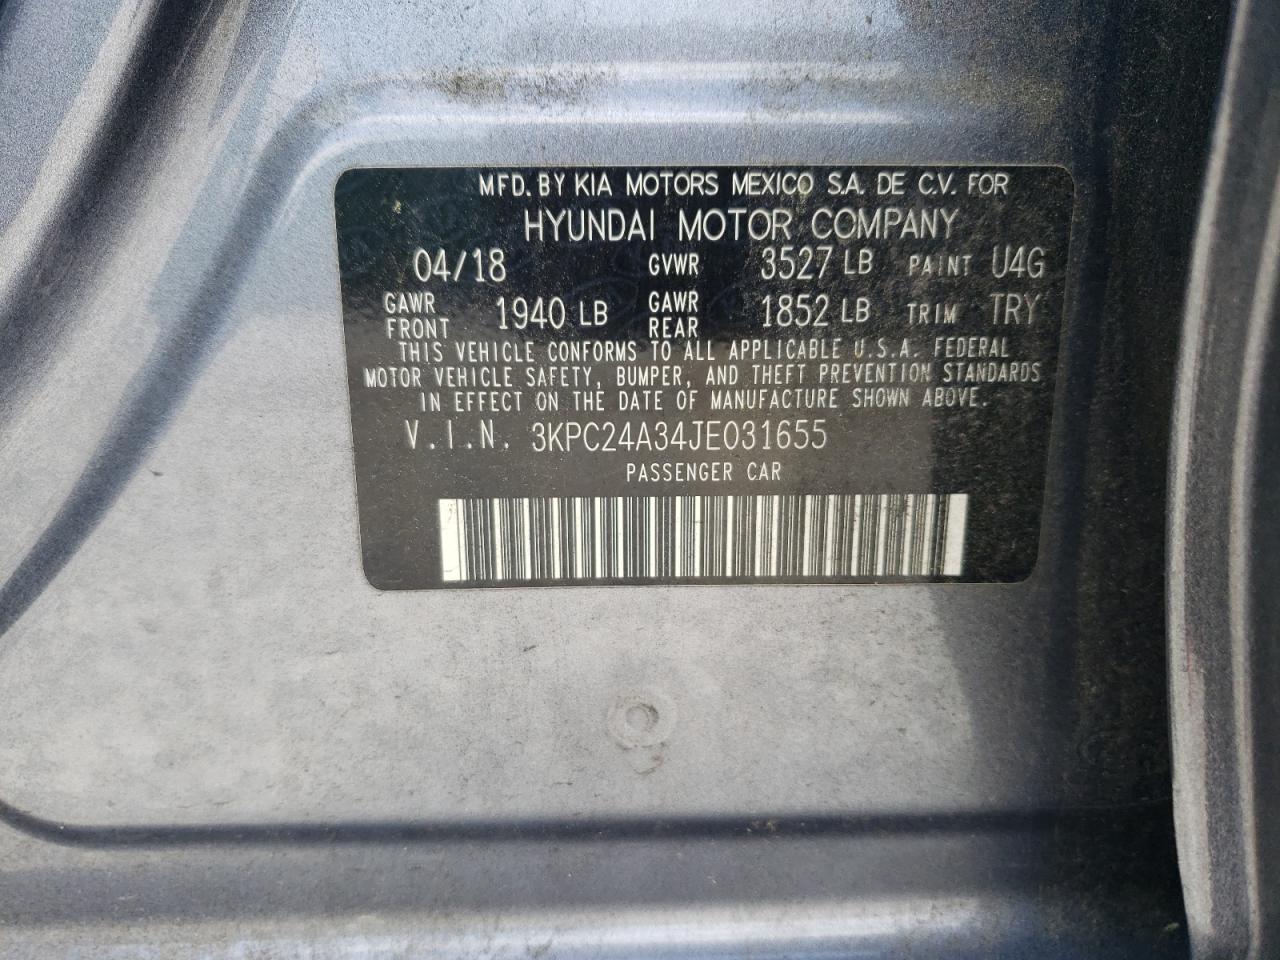 MFD. BY KIA MOTORS MEXICO S.A. DE C.V. FOR
HYUNDAI MOTOR COMPANY
04/18 GVWR 3527 LB PAINT U4G
GAWR FRONT 1940 LB GAWR REAR 1852 LB TRIM TRY
THIS VEHICLE CONFORMS TO ALL APPLICABLE U.S.A. FEDERAL
MOTOR VEHICLE SAFETY, BUMPER, AND THEFT PREVENTION STANDARDS
IN EFFECT ON THE DATE OF MANUFACTURE SHOWN ABOVE.
V.I.N. 3KPC24A34JE031655
PASSENGER CAR